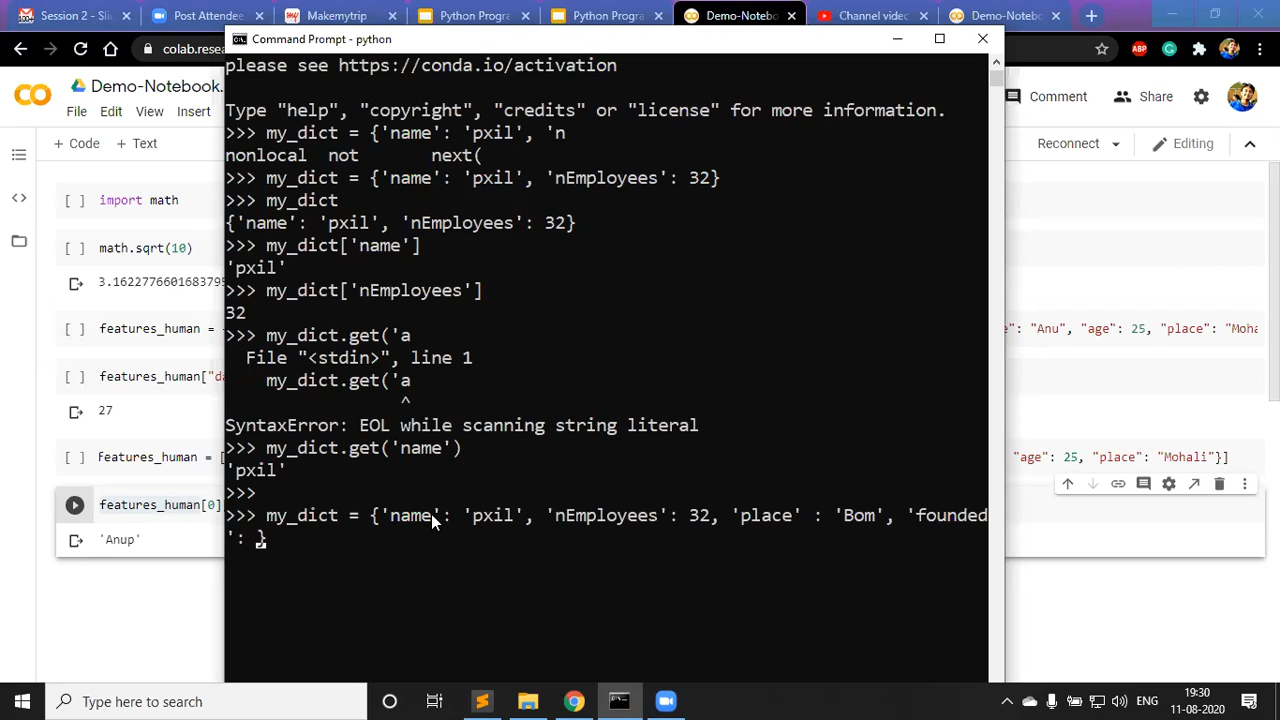 Session 2 -
Post Attendee
Makemytrip
Python Progra
Python Progra
Demo-Notebo
Channel video
Demo-Notebo
colab.resea
Command Prompt - python
Demo-Notebook.
File Edit View Insert
Comment
Share
+ Code + Text
Reconnect
Editing
please see https://conda.io/activation
Type "help", "copyright", "credits" or "license" for more information.
>>> my_dict = {'name': 'pxil', 'n
nonlocal not next(
>>> my_dict = {'name': 'pxil', 'nEmployees': 32}
>>> my_dict
{'name': 'pxil', 'nEmployees': 32}
>>> my_dict['name']
'pxil'
>>> my_dict['nEmployees']
32
>>> my_dict.get('a
File "<stdin>", line 1
my_dict.get('a
^
SyntaxError: EOL while scanning string literal
>>> my_dict.get('name')
'pxil'
>>>
>>> my_dict = {'name': 'pxil', 'nEmployees': 32, 'place' : 'Bom', 'founded
': }
[ ] import math
[ ] math.sqrt(10)
3.1622776601683795
[ ] features_human =
e": "Anu", "age": 25, "place": "Moha
[ ] features_human["da
27
[ ] features_human = [
"age": 25, "place": "Mohali"}]
features_human[0]
'Anup'
Type here to search
ENG
19:30
11-08-2020